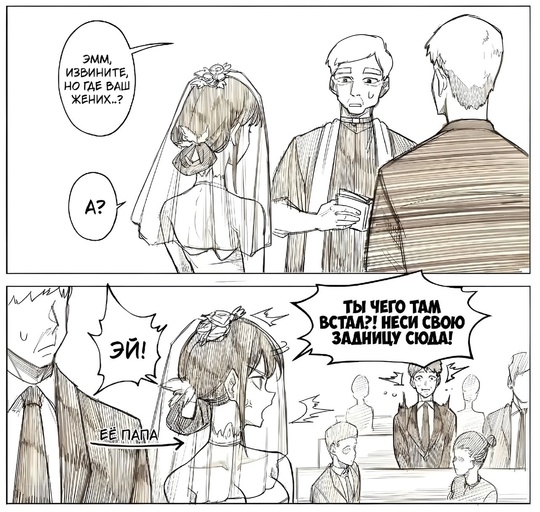 ЭММ,
ИЗВИНИТЕ,
НО ГДЕ ВАШ
ЖЕНИХ..?
А?
ЭЙ!
ТЫ ЧЕГО ТАМ
ВСТАЛ?! НЕСИ СВОЮ
ЗАДНИЦУ СЮДА!
ЕЁ ПАПА